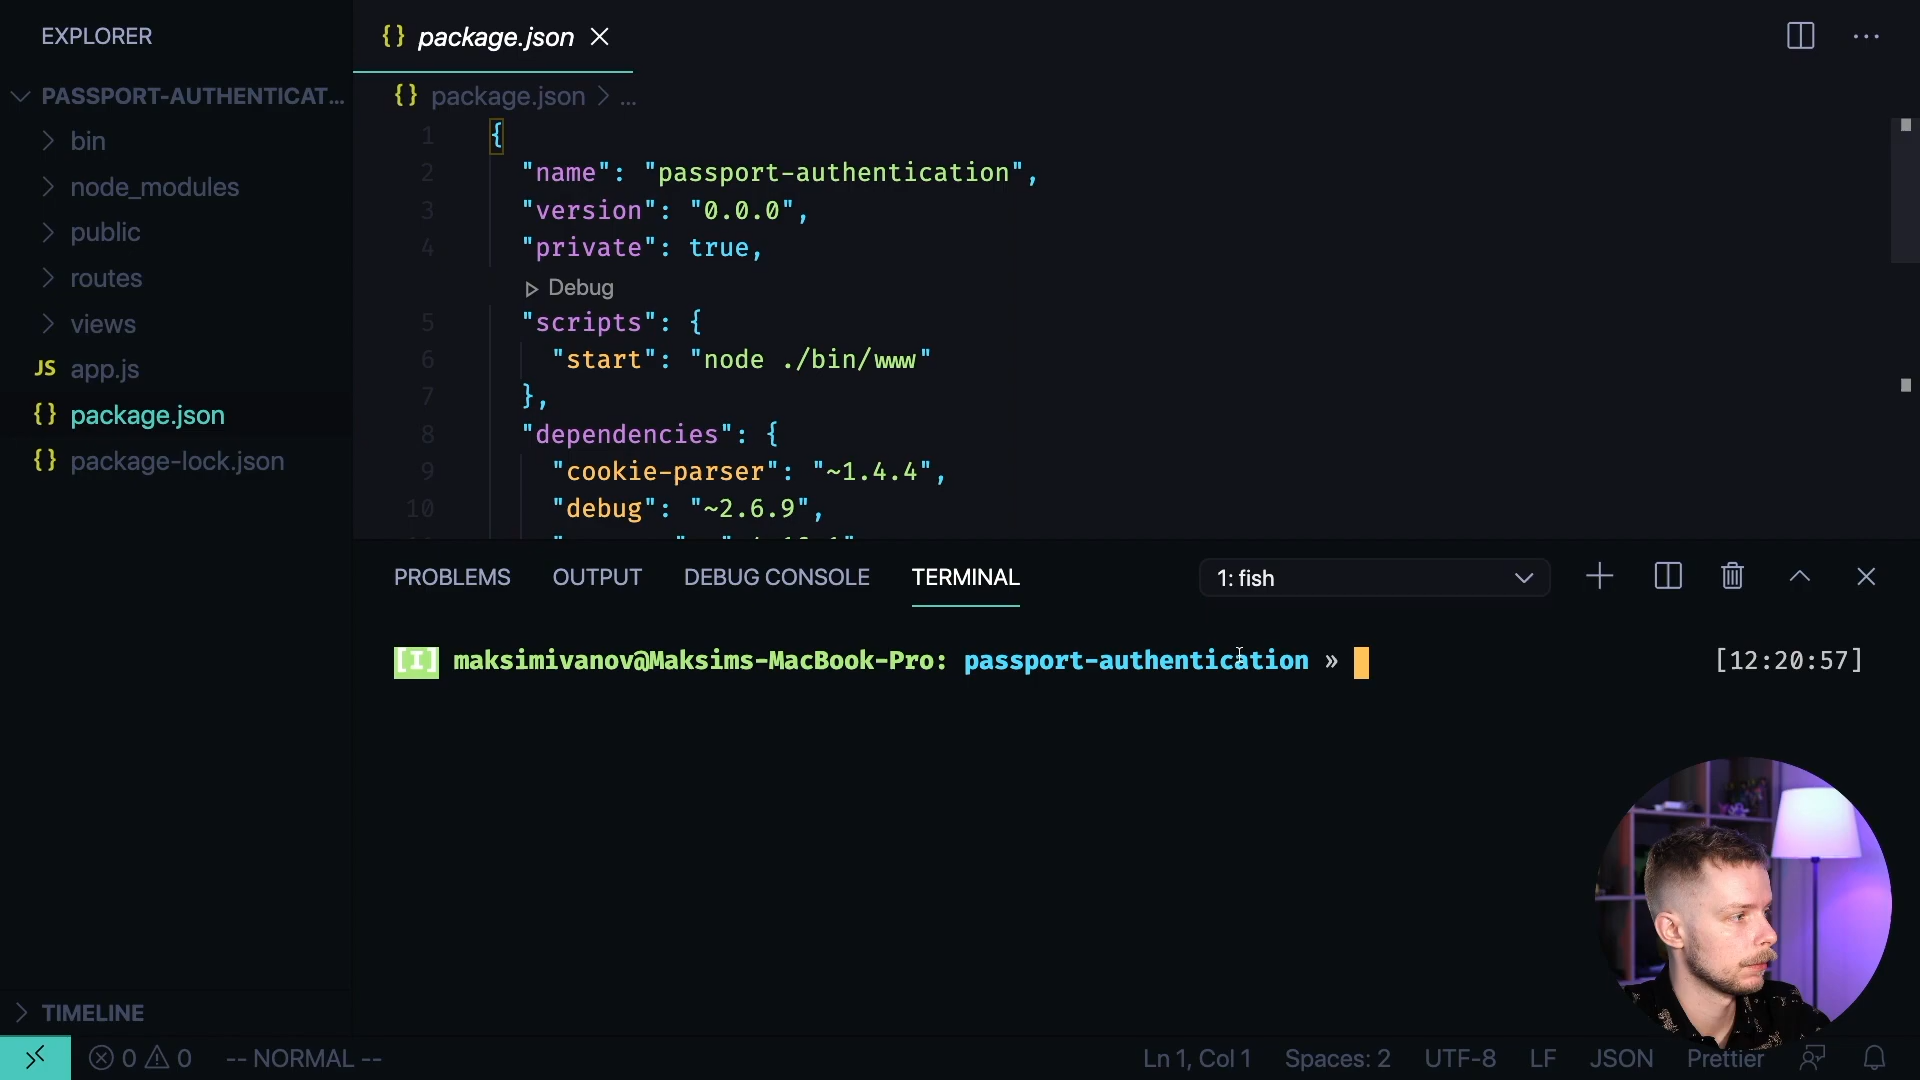 EXPLORER
PASSPORT-AUTHENTICAT...
bin
node_modules
public
routes
views
JS app.js
{} package.json
{} package-lock.json
TIMELINE
{} package.json
{} package.json > ...
1 {
2 "name": "passport-authentication",
3 "version": "0.0.0",
4 "private": true,
Debug
5 "scripts": {
6 "start": "node ./bin/www"
7 },
8 "dependencies": {
9 "cookie-parser": "~1.4.4",
10 "debug": "~2.6.9",
PROBLEMS OUTPUT DEBUG CONSOLE TERMINAL 1: fish
[I] maksimivanov@Maksims-MacBook-Pro: passport-authentication » [12:20:57]
0 0 -- NORMAL -- Ln 1, Col 1 Spaces: 2 UTF-8 LF JSON Prettier